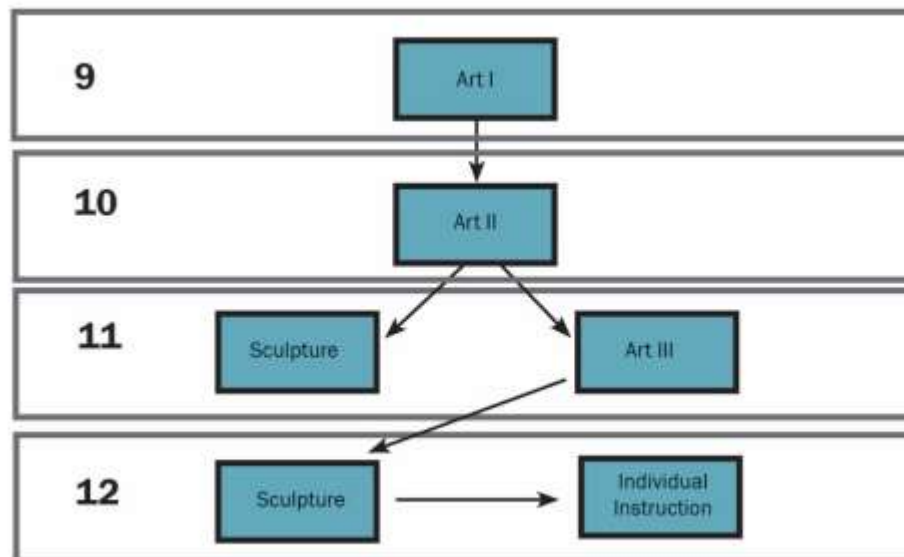 9
Art I
10
Art II
11
Sculpture
Art III
12
Sculpture
Individual
Instruction